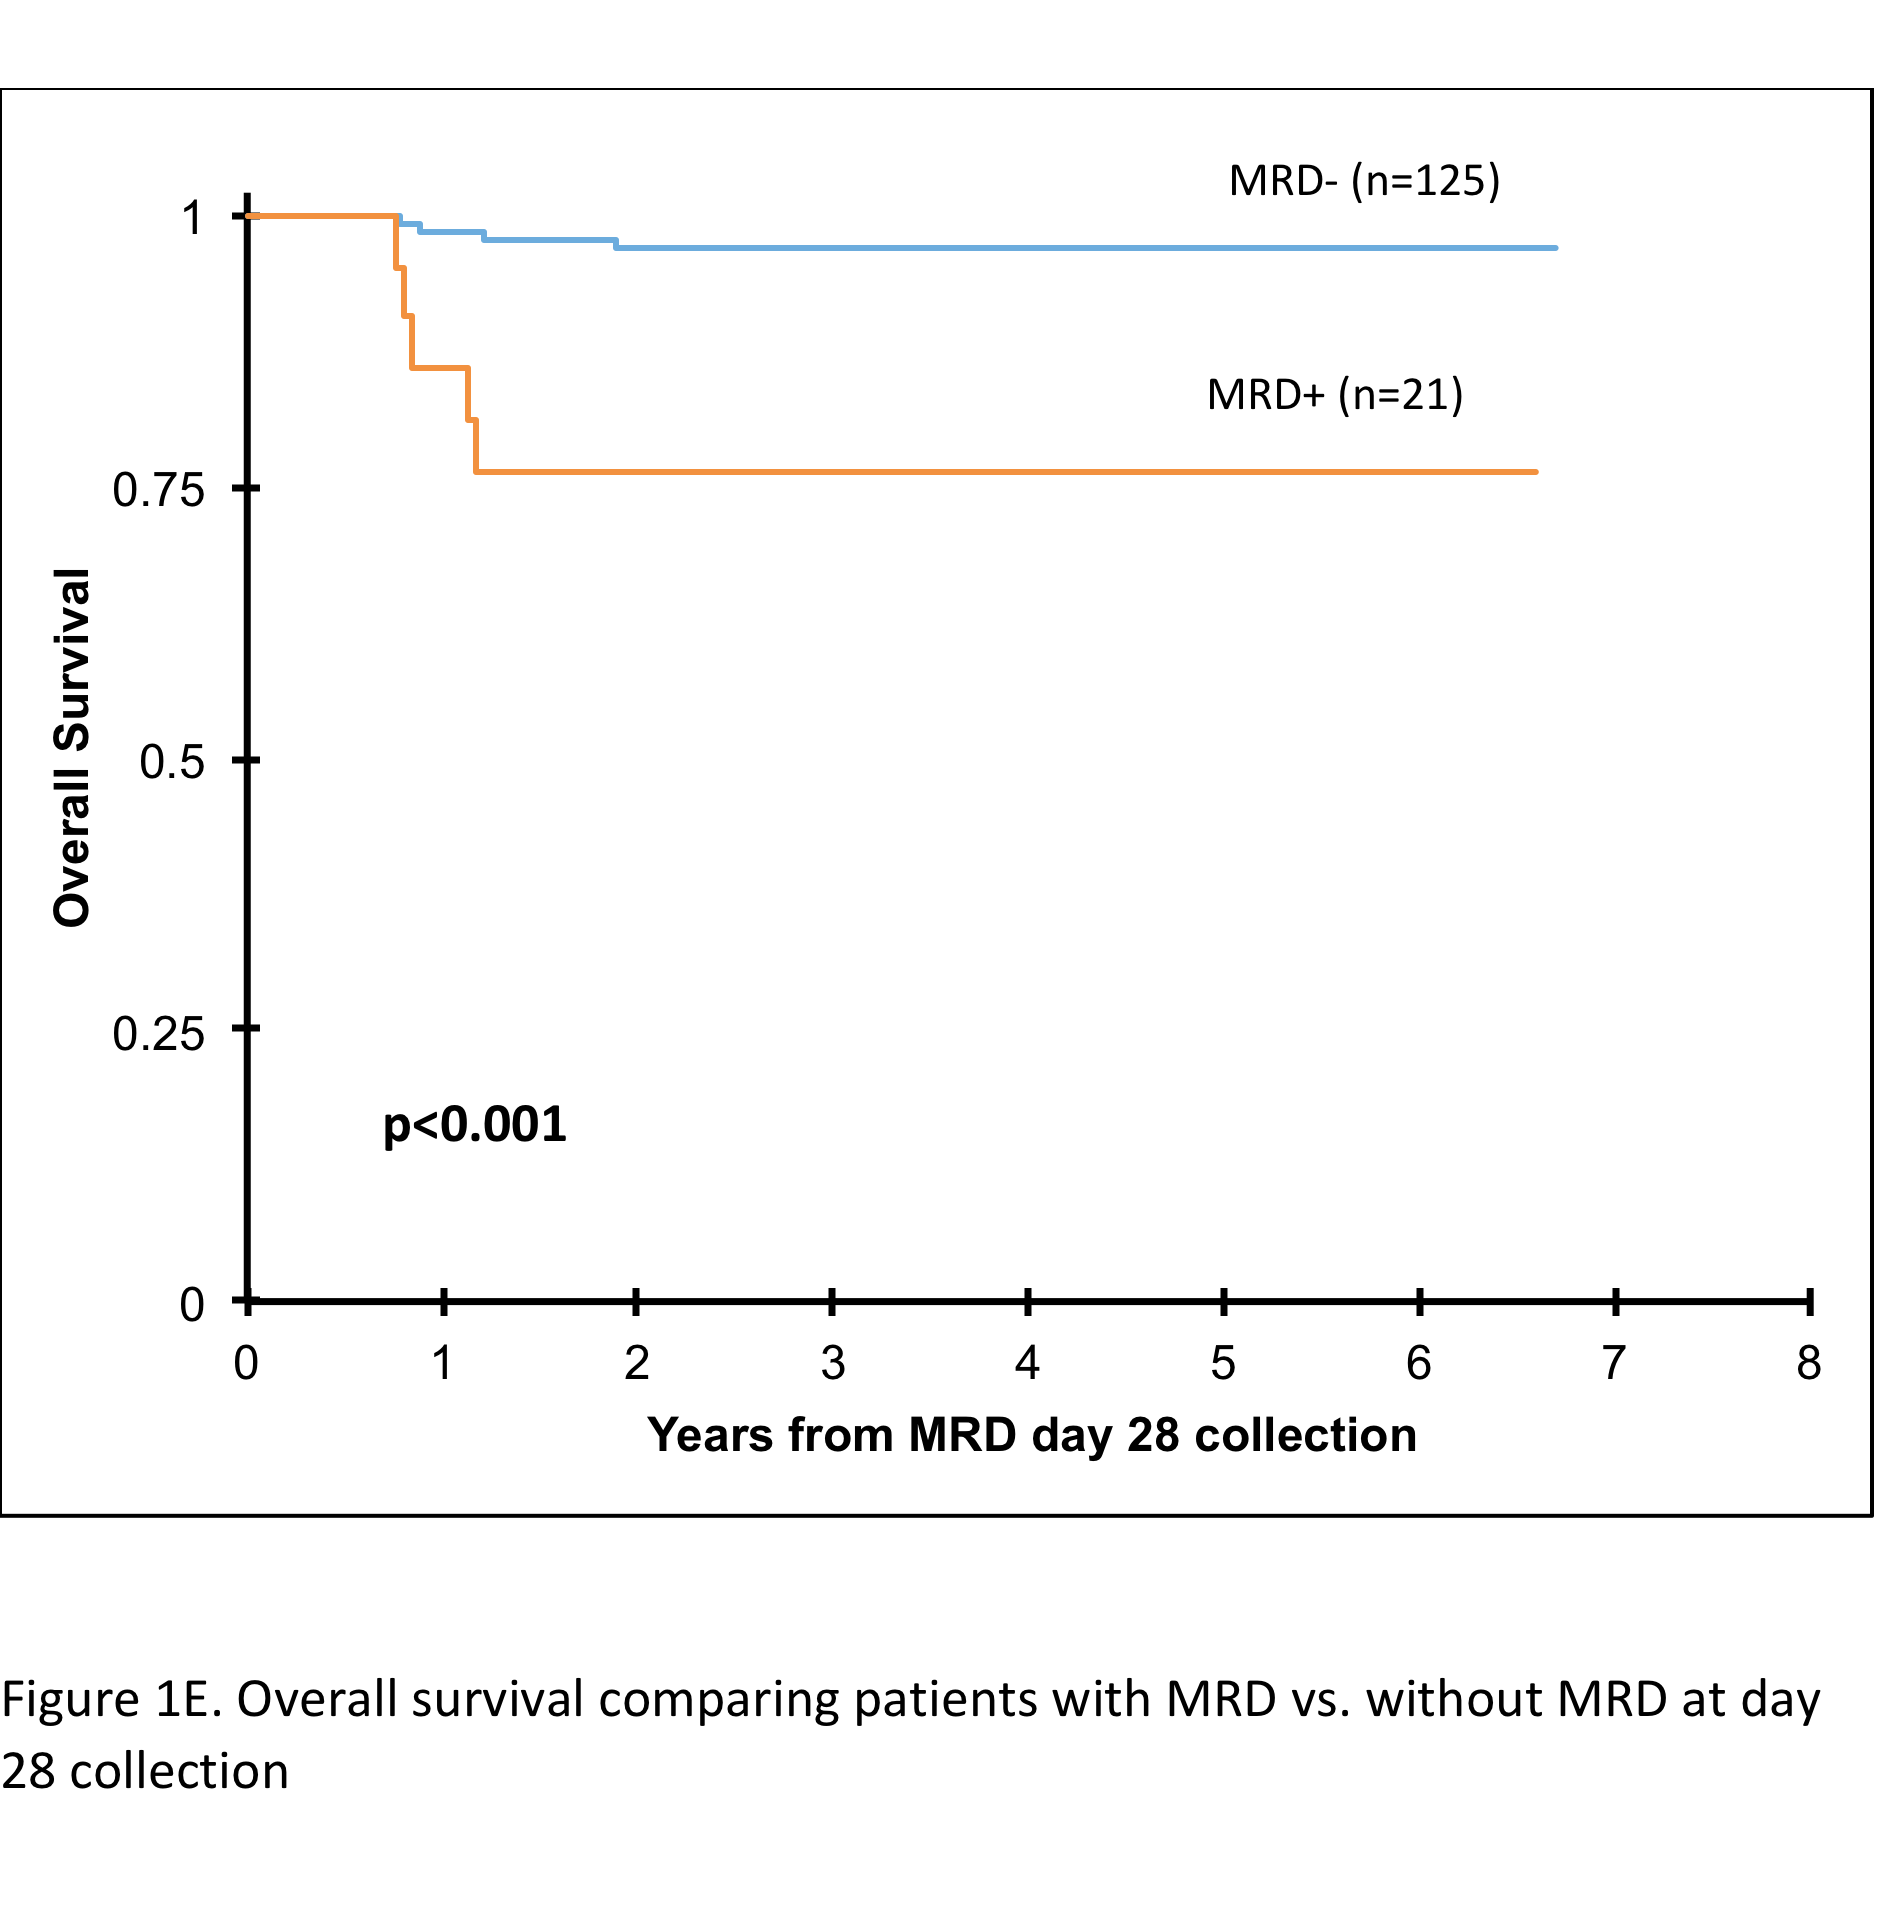 MRD- (n=125)
1
MRD+ (n=21)
0.75
Overall Survival
0.5
0.25
p<0.001
0
0 1 2 3 4 5 6 7 8
Years from MRD day 28 collection
Figure 1E. Overall survival comparing patients with MRD vs. without MRD at day
28 collection